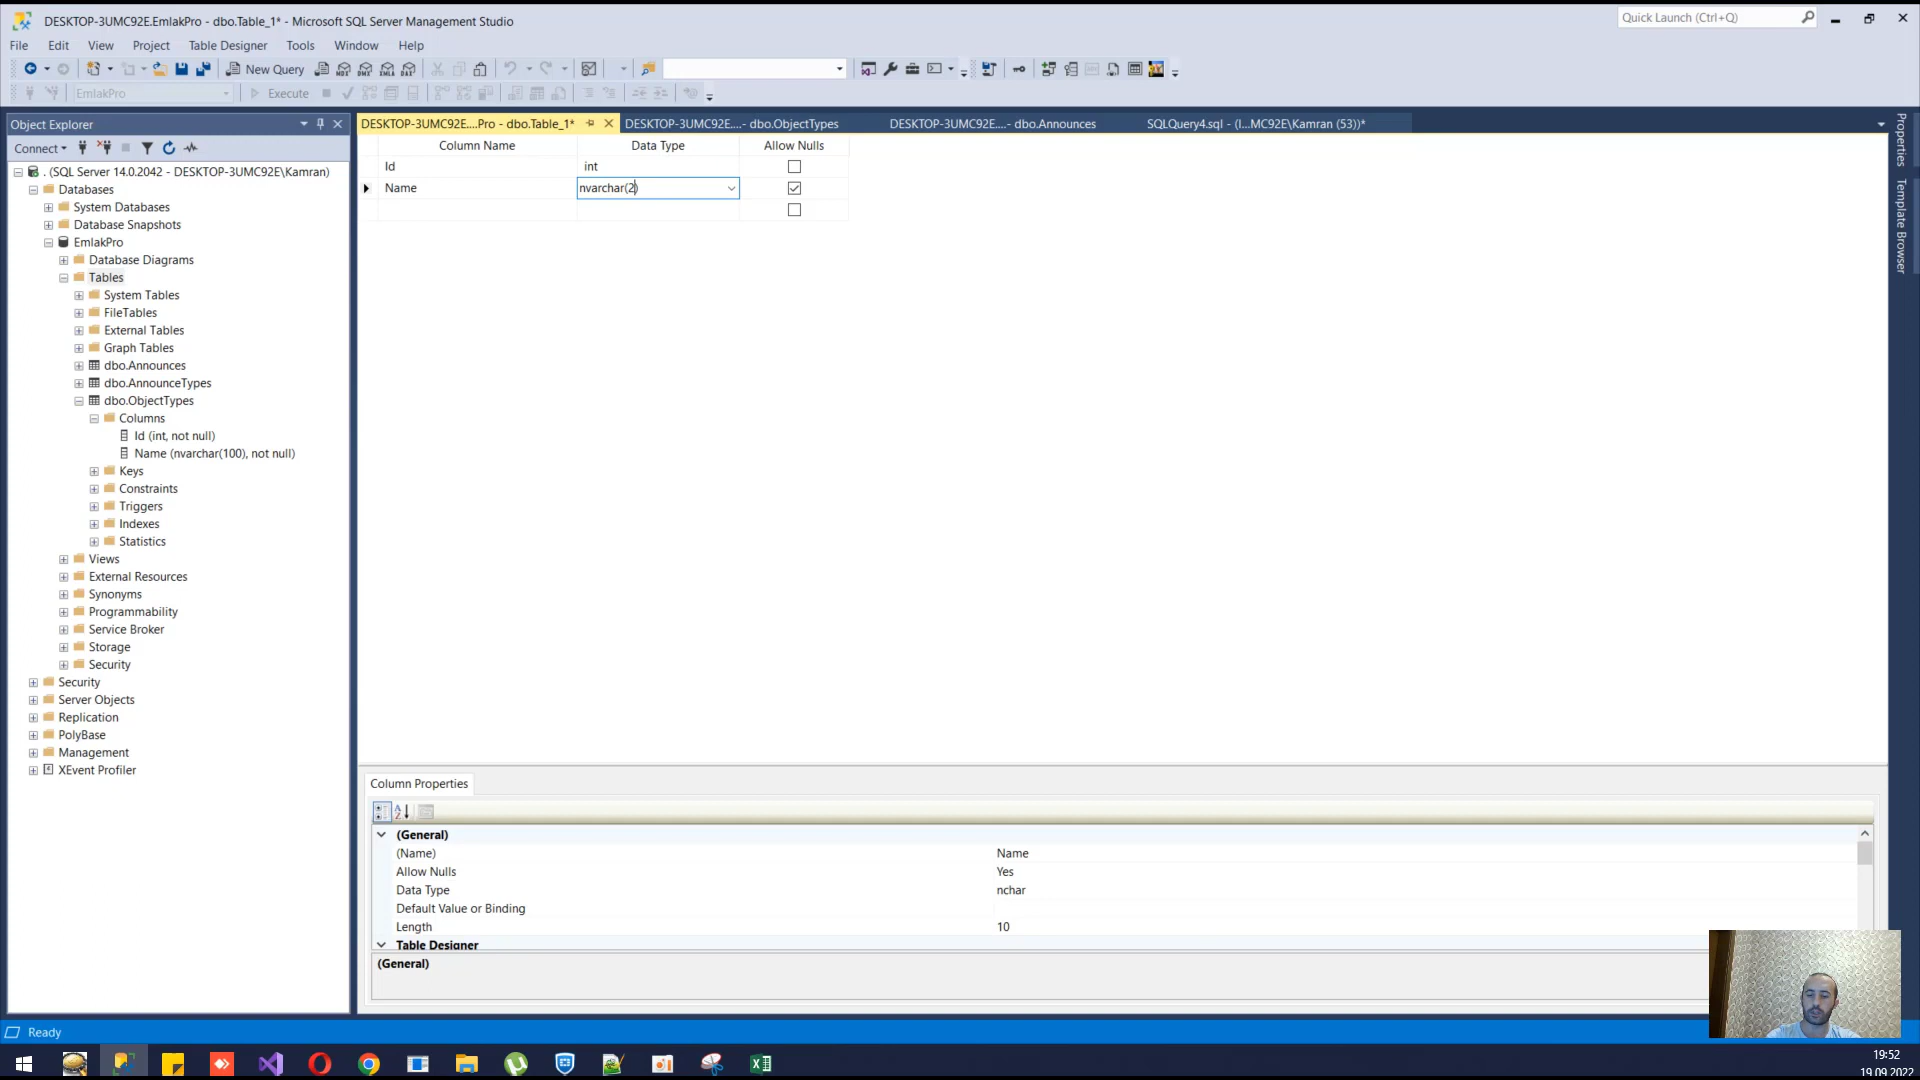 DESKTOP-3UMC92E.EmlakPro - dbo.Table_1* - Microsoft SQL Server Management Studio
Quick Launch (Ctrl+Q)
File Edit View Project Table Designer Tools Window Help
New Query
EmlakPro
Execute
Object Explorer
DESKTOP-3UMC92E....Pro - dbo.Table_1*
DESKTOP-3UMC92E....- dbo.ObjectTypes
DESKTOP-3UMC92E....- dbo.Announces
SQLQuery4.sql - (l...MC92E\Kamran (53))*
Properties
Template Browser
Connect
. (SQL Server 14.0.2042 - DESKTOP-3UMC92E\Kamran)
Databases
System Databases
Database Snapshots
EmlakPro
Database Diagrams
Tables
System Tables
FileTables
External Tables
Graph Tables
dbo.Announces
dbo.AnnounceTypes
dbo.ObjectTypes
Columns
Id (int, not null)
Name (nvarchar(100), not null)
Keys
Constraints
Triggers
Indexes
Statistics
Views
External Resources
Synonyms
Programmability
Service Broker
Storage
Security
Security
Server Objects
Replication
PolyBase
Management
XEvent Profiler
Column Name Data Type Allow Nulls
Id int
Name nvarchar(2)
Column Properties
(General)
(Name) Name
Allow Nulls Yes
Data Type nchar
Default Value or Binding
Length 10
Table Designer
(General)
Ready
19:52
19.09.2022